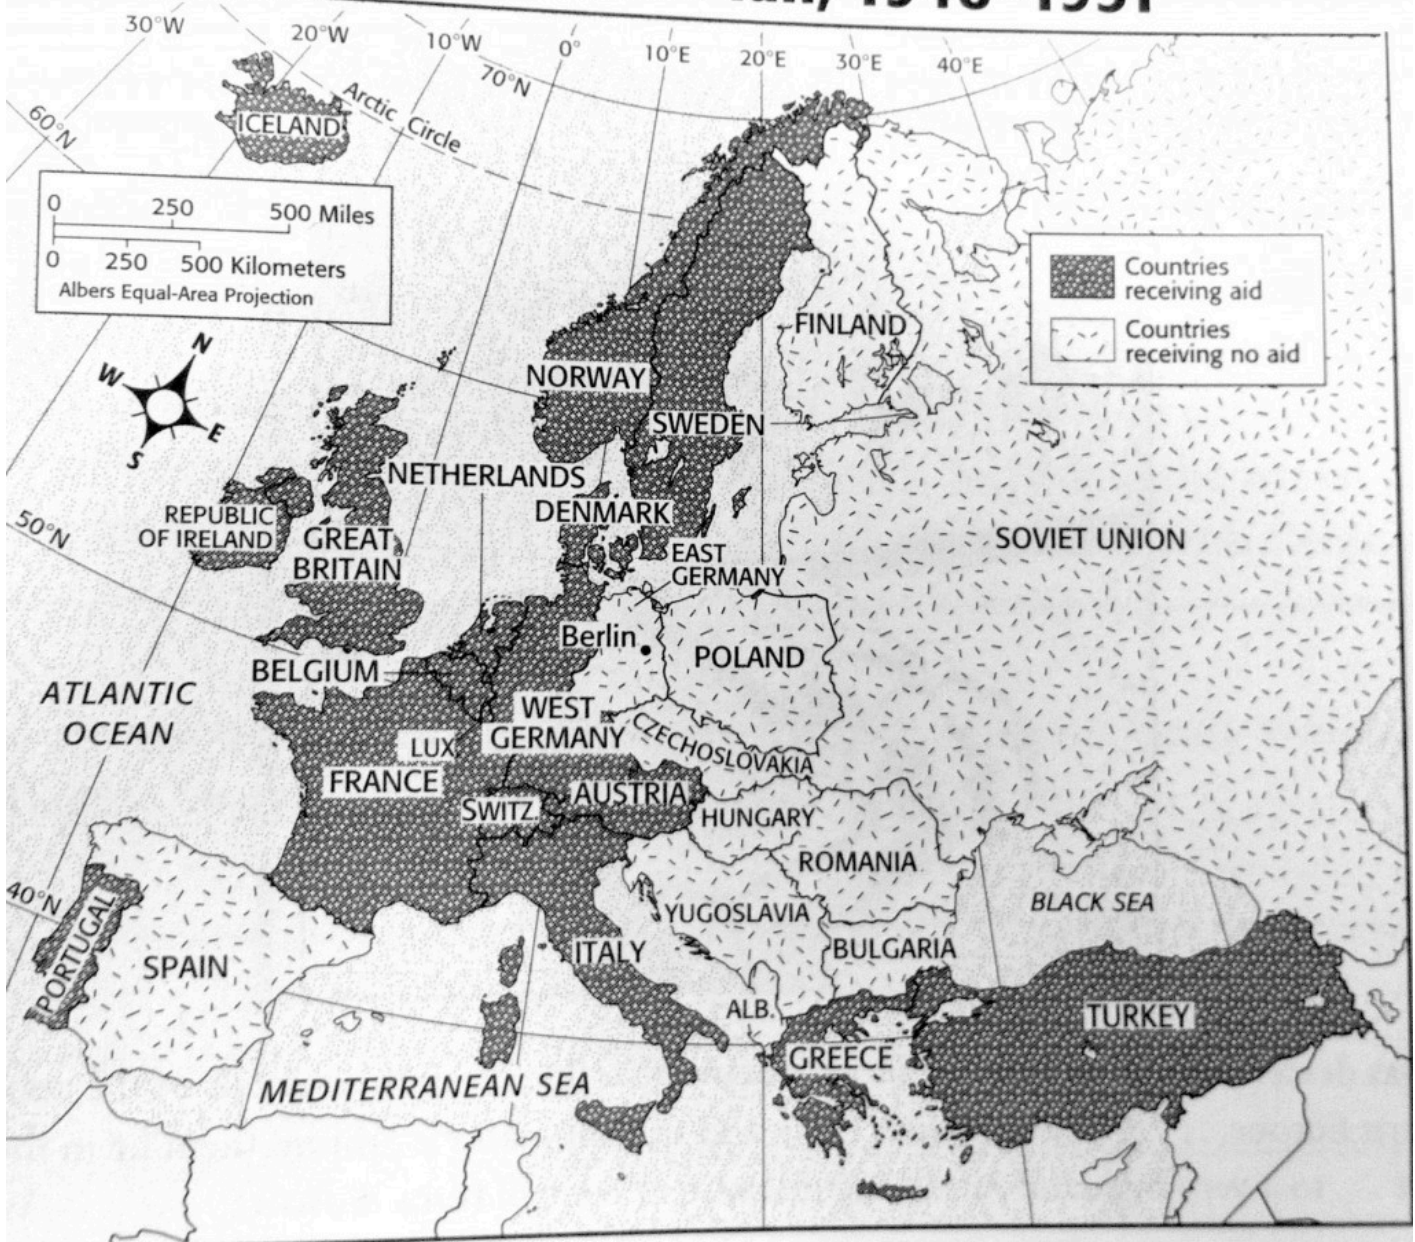 1948–1951
30°W
20°W
10°W
0°
10°E
20°E
30°E
40°E
70°N
60°N
Arctic Circle
ICELAND
0 250 500 Miles
0 250 500 Kilometers
Albers Equal-Area Projection
Countries
receiving aid
Countries
receiving no aid
N
W
E
S
FINLAND
NORWAY
SWEDEN
NETHERLANDS
DENMARK
REPUBLIC
OF IRELAND
GREAT
BRITAIN
50°N
SOVIET UNION
EAST
GERMANY
Berlin
POLAND
BELGIUM
ATLANTIC
OCEAN
WEST
GERMANY
CZECHOSLOVAKIA
LUX.
FRANCE
SWITZ.
AUSTRIA
HUNGARY
ROMANIA
40°N
PORTUGAL
SPAIN
YUGOSLAVIA
BLACK SEA
ITALY
BULGARIA
ALB.
TURKEY
GREECE
MEDITERRANEAN SEA